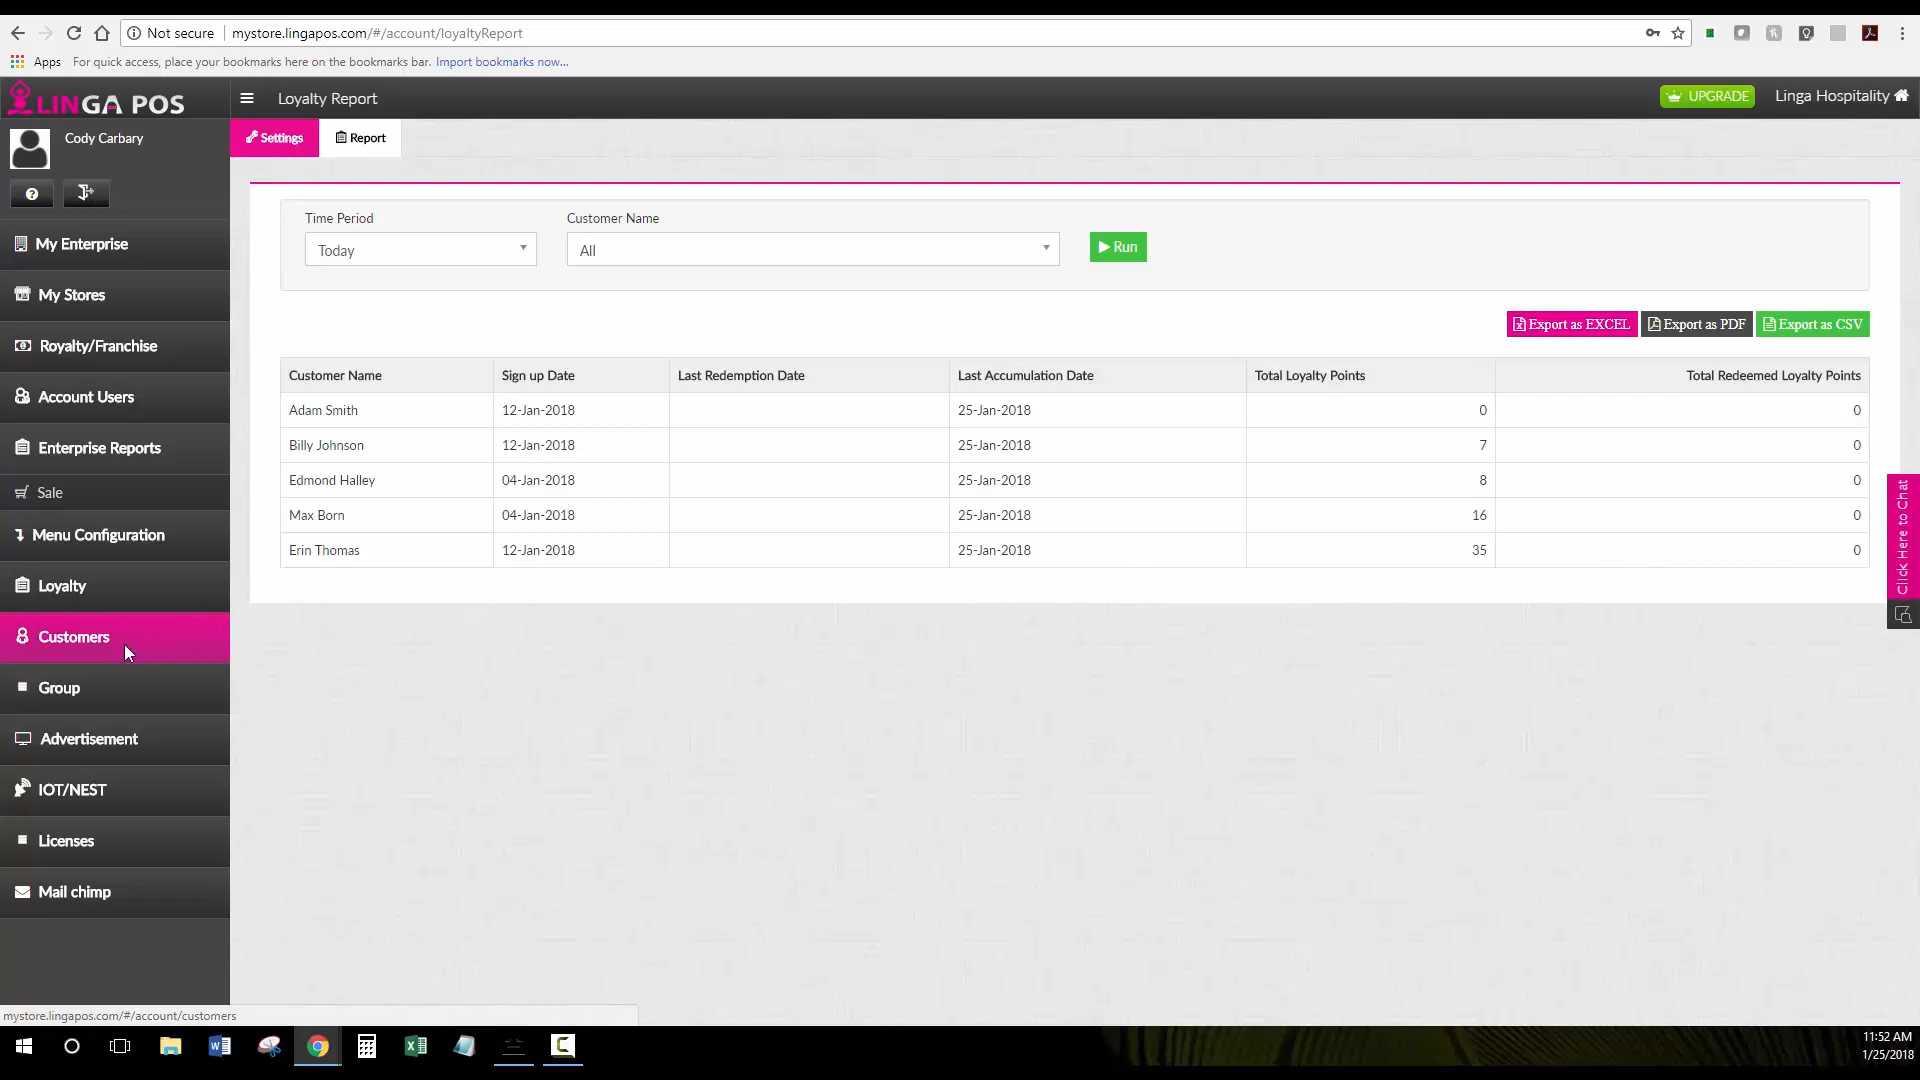 Not secure mystore.lingapos.com/#/account/loyaltyReport
Apps For quick access, place your bookmarks here on the bookmarks bar. Import bookmarks now...
LINGA POS
Loyalty Report
UPGRADE
Linga Hospitality
Cody Carbary
Settings
Report
My Enterprise
My Stores
Royalty/Franchise
Account Users
Enterprise Reports
Sale
Menu Configuration
Loyalty
Customers
Group
Advertisement
IOT/NEST
Licenses
Mail chimp
Time Period Customer Name
Today All Run
Export as EXCEL Export as PDF Export as CSV
Customer Name Sign up Date Last Redemption Date Last Accumulation Date Total Loyalty Points Total Redeemed Loyalty Points
Adam Smith 12-Jan-2018 25-Jan-2018 0 0
Billy Johnson 12-Jan-2018 25-Jan-2018 7 0
Edmond Halley 04-Jan-2018 25-Jan-2018 8 0
Max Born 04-Jan-2018 25-Jan-2018 16 0
Erin Thomas 12-Jan-2018 25-Jan-2018 35 0
Click Here to Chat
mystore.lingapos.com/#/account/customers
11:52 AM
1/25/2018